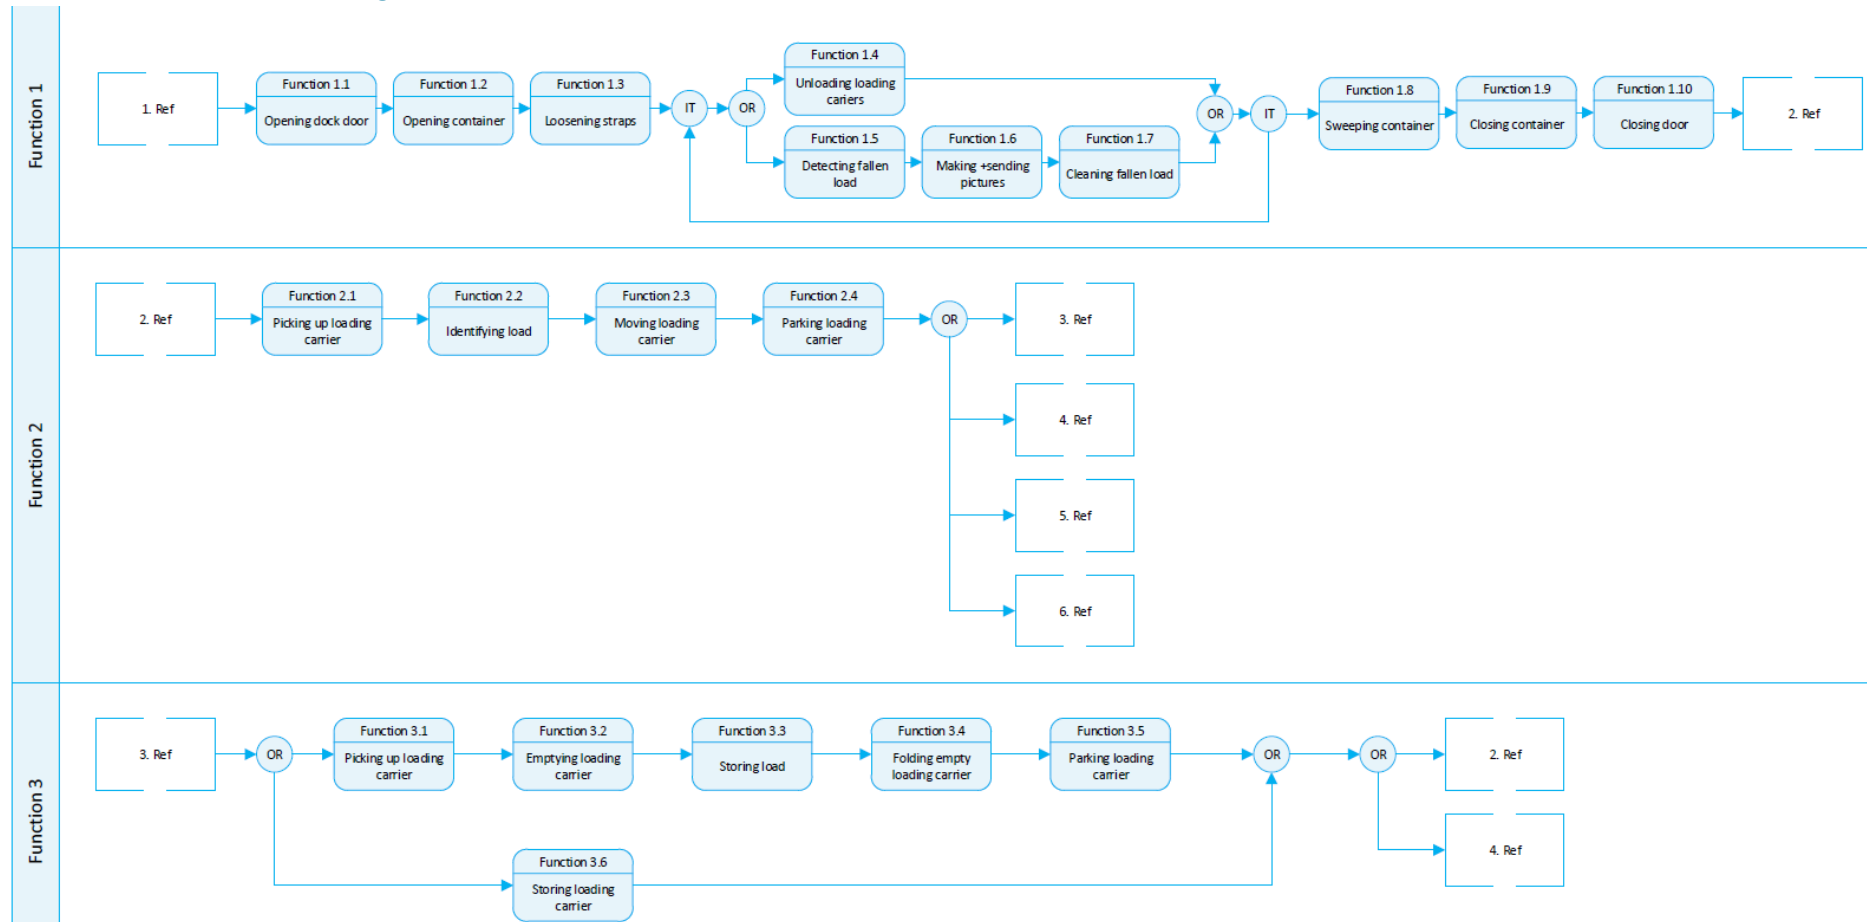 Function 1
1. Ref
Function 1.1
Opening dock door
Function 1.2
Opening container
Function 1.3
Loosening straps
IT
OR
Function 1.4
Unloading loading
cariers
Function 1.5
Detecting fallen
load
Function 1.6
Making +sending
pictures
Function 1.7
Cleaning fallen load
OR
IT
Function 1.8
Sweeping container
Function 1.9
Closing container
Function 1.10
Closing door
2. Ref
Function 2
2. Ref
Function 2.1
Picking up loading
carrier
Function 2.2
Identifying load
Function 2.3
Moving loading
carrier
Function 2.4
Parking loading
carrier
OR
3. Ref
4. Ref
5. Ref
6. Ref
Function 3
3. Ref
OR
Function 3.1
Picking up loading
carrier
Function 3.2
Emptying loading
carrier
Function 3.3
Storing load
Function 3.4
Folding empty
loading carrier
Function 3.5
Parking loading
carrier
Function 3.6
Storing loading
carrier
OR
OR
2. Ref
4. Ref